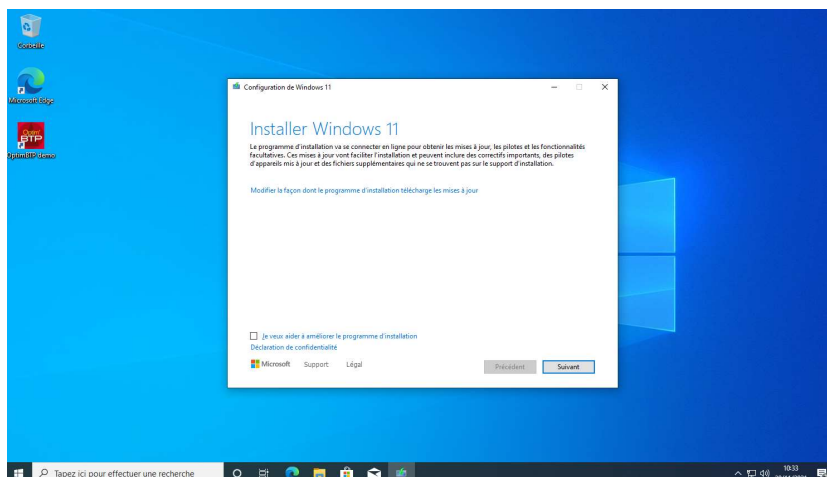 Corbeille
Microsoft Edge
Optim'
BTP
OptimBTP demo
Configuration de Windows 11
Installer Windows 11
Le programme d'installation va se connecter en ligne pour obtenir les mises à jour, les pilotes et les fonctionnalités
facultatives. Ces mises à jour vont faciliter l'installation et peuvent inclure des correctifs importants, des pilotes
d'appareils mis à jour et des fichiers supplémentaires qui ne se trouvent pas sur le support d'installation.
Modifier la façon dont le programme d'installation télécharge les mises à jour
Je veux aider à améliorer le programme d'installation
Déclaration de confidentialité
Microsoft Support Légal
Précédent Suivant
Tapez ici pour effectuer une recherche
10:33